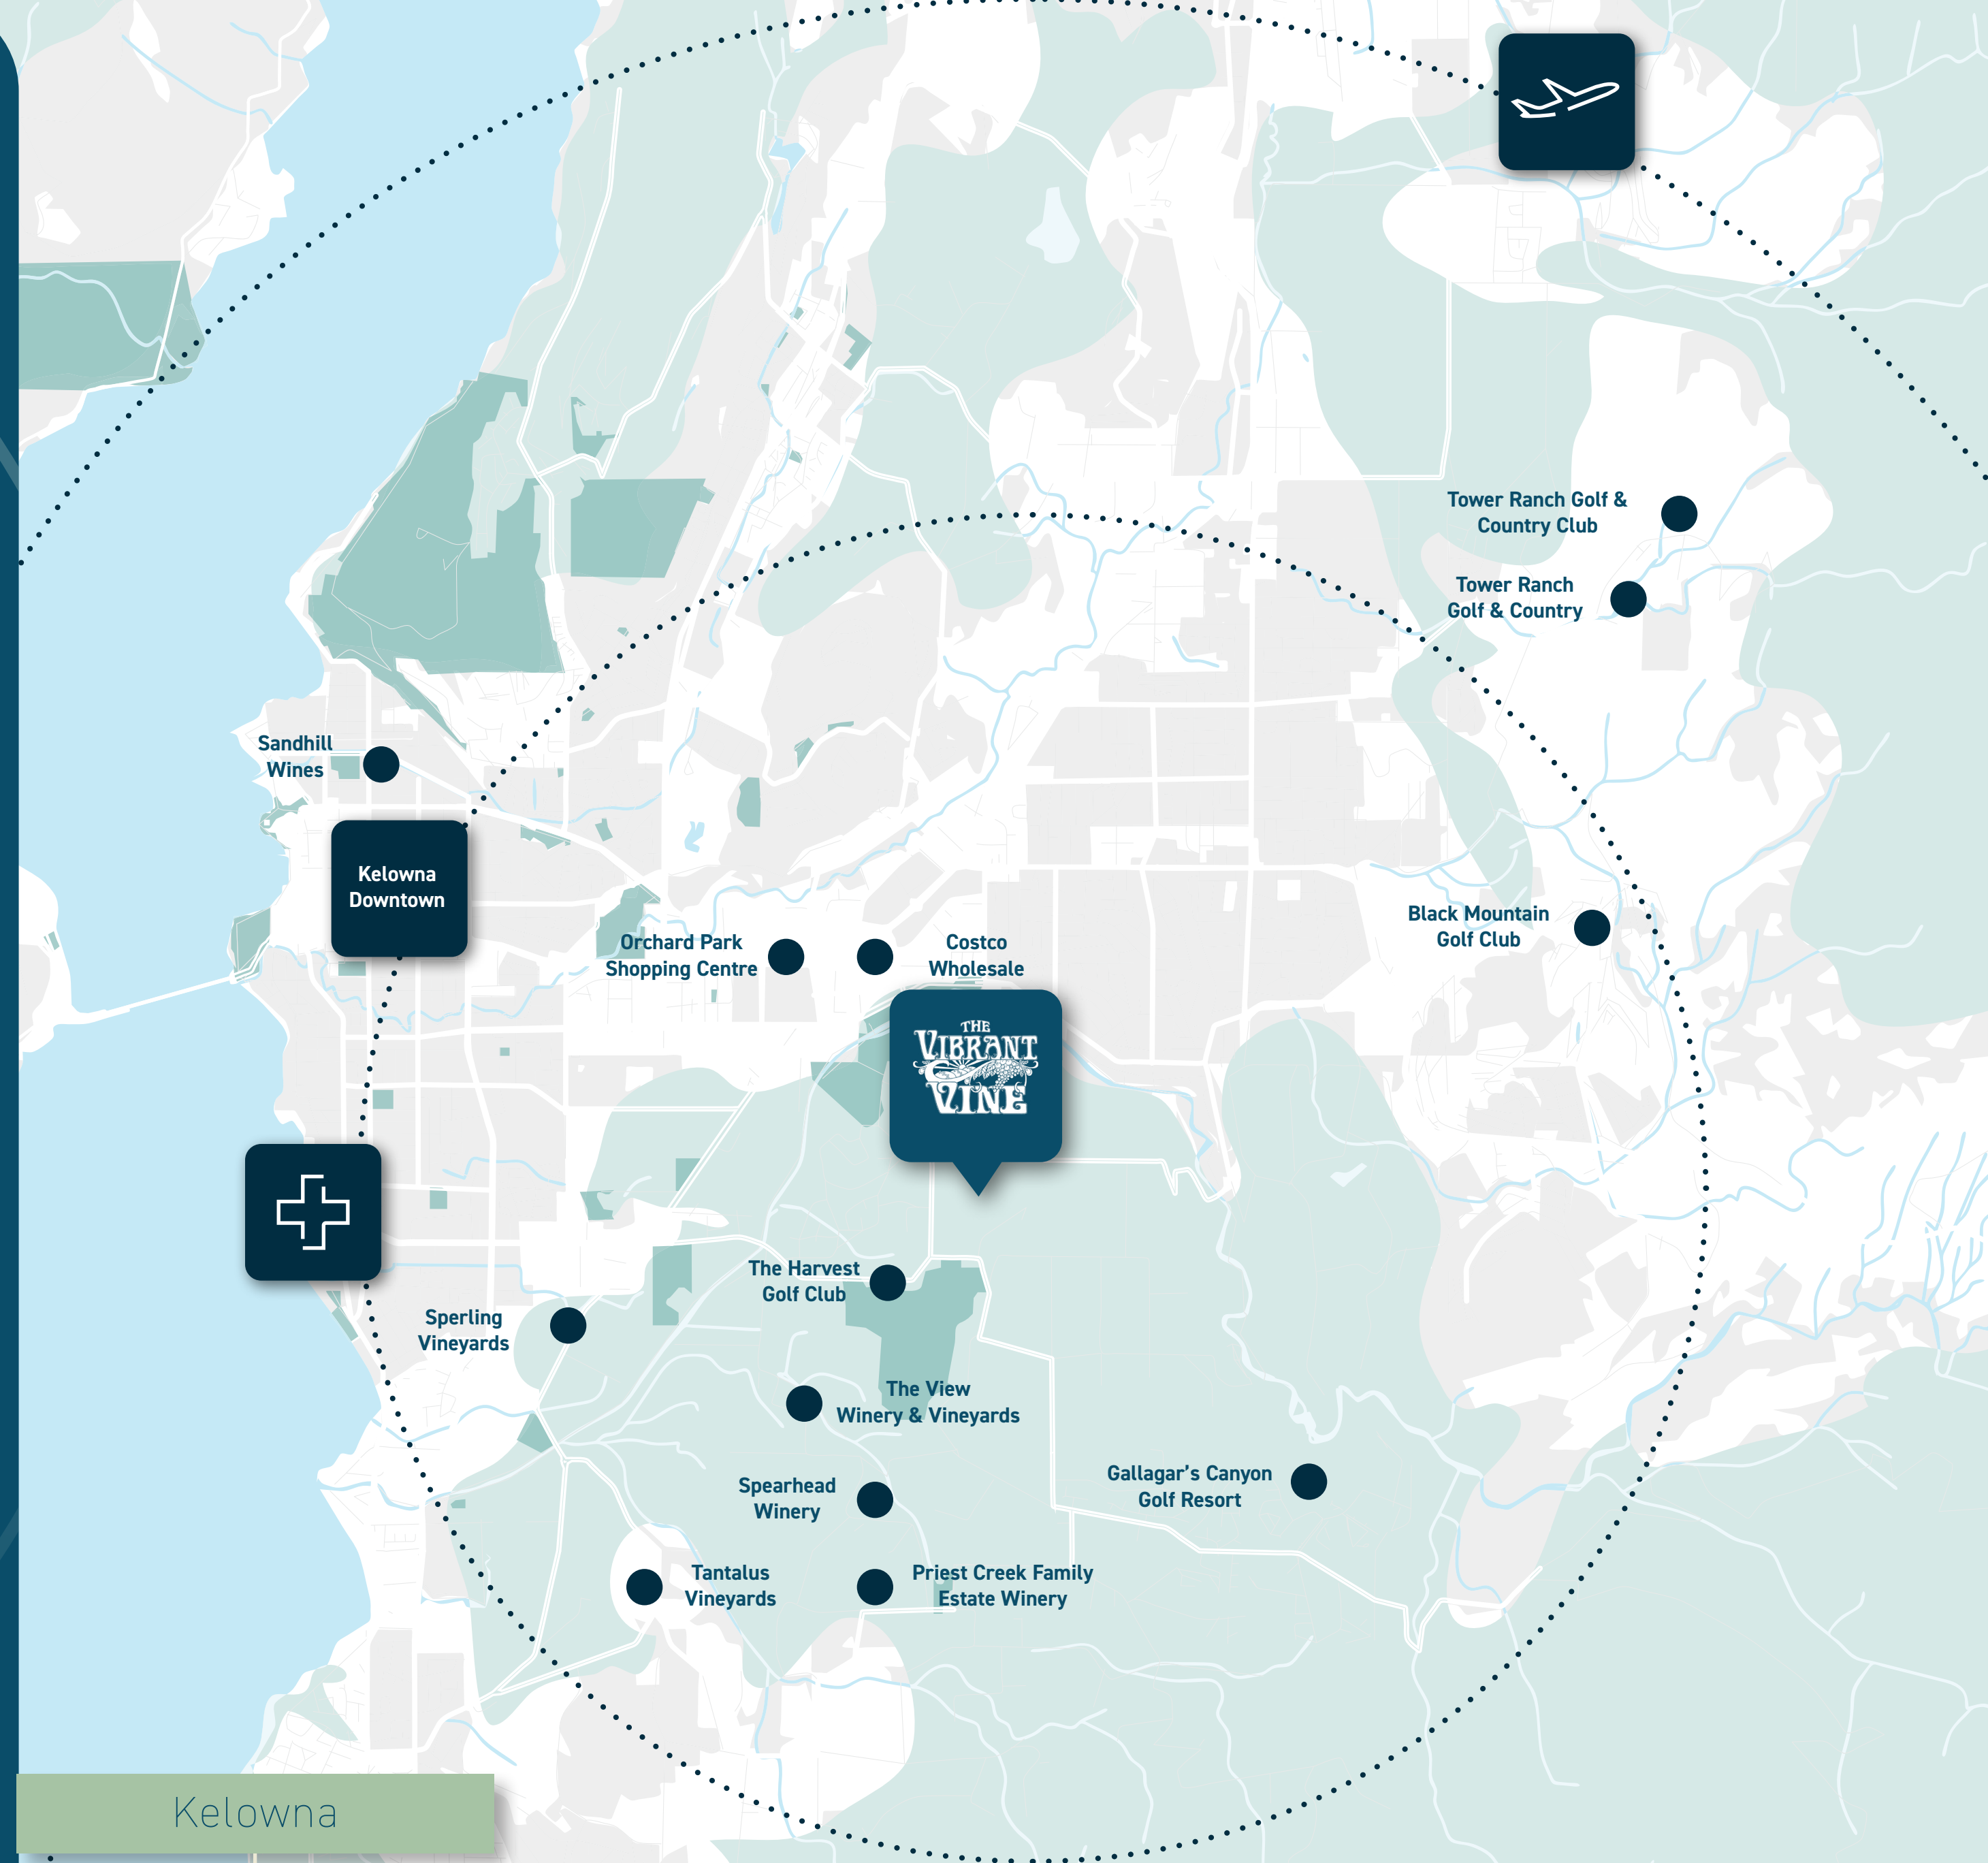 Tower Ranch Golf &
Country Club
Tower Ranch
Golf & Country
Sandhill
Wines
Kelowna
Downtown
Black Mountain
Golf Club
Orchard Park
Shopping Centre
Costco
Wholesale
THE
VIBRANT
VINE
The Harvest
Golf Club
Sperling
Vineyards
The View
Winery & Vineyards
Gallagar's Canyon
Golf Resort
Spearhead
Winery
Tantalus
Vineyards
Priest Creek Family
Estate Winery
Kelowna